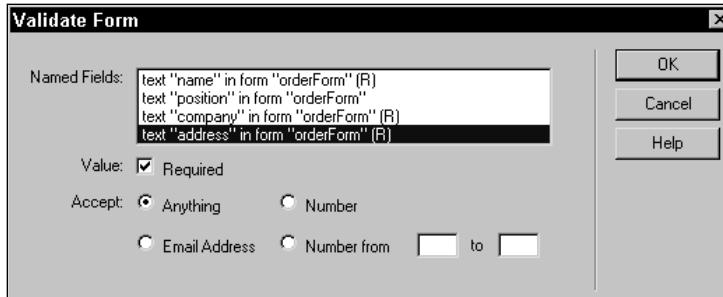 Validate Form
Named Fields:
text "name" in form "orderForm" (R)
text "position" in form "orderForm"
text "company" in form "orderForm" (R)
text "address" in form "orderForm" (R)
Value: Required
Accept: Anything Number
Email Address Number from to
OK
Cancel
Help